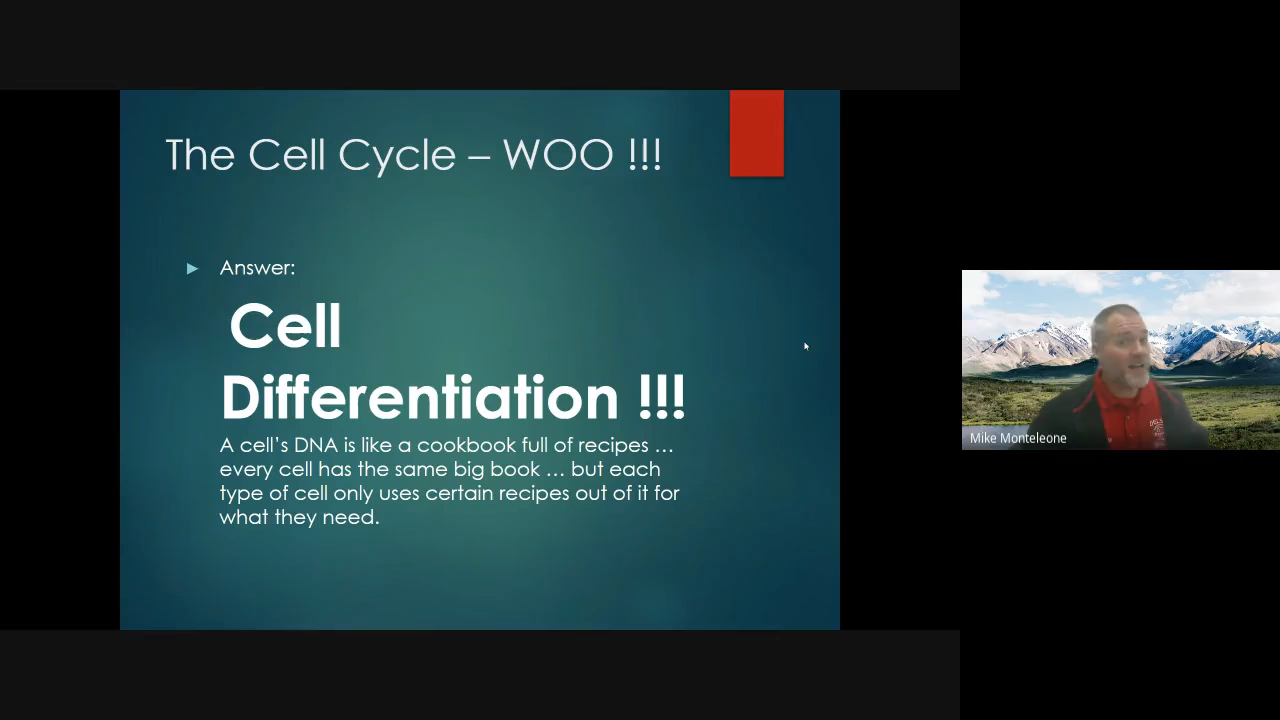 The Cell Cycle – WOO !!!
Answer:
Cell
Differentiation !!!
A cell's DNA is like a cookbook full of recipes …
every cell has the same big book … but each
type of cell only uses certain recipes out of it for
what they need.
Mike Monteleone